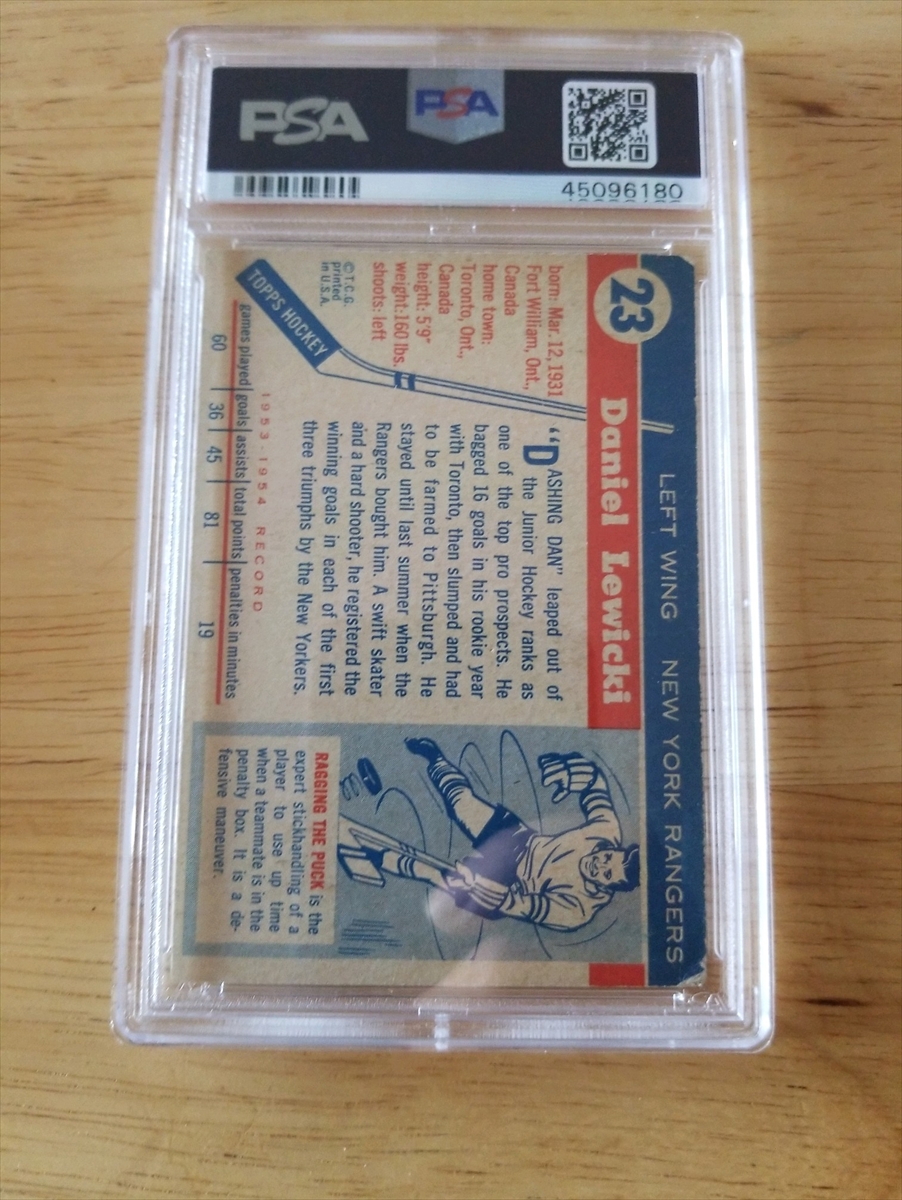 PSA
PSA
45096180
LEFT WING NEW YORK RANGERS
23
Daniel Lewicki
born: Mar. 12, 1931
Fort William, Ont.,
Canada
home town:
Toronto, Ont.,
Canada
height: 5'9"
weight: 160 lbs.
shoots: left
© T.C.G.
printed
in U.S.A.
TOPPS HOCKEY
"DASHING DAN" leaped out of
the Junior Hockey ranks as
one of the top pro prospects. He
bagged 16 goals in his rookie year
with Toronto, then slumped and had
to be farmed to Pittsburgh. He
stayed until last summer when the
Rangers bought him. A swift skater
and a hard shooter, he registered the
winning goals in each of the first
three triumphs by the New Yorkers.
1953-1954 RECORD
games played goals assists total points penalties in minutes
60 36 45 81 19
RAGGING THE PUCK is the
expert stickhandling of a
player to use up time
when a teammate is in the
penalty box. It is a de-
fensive maneuver.